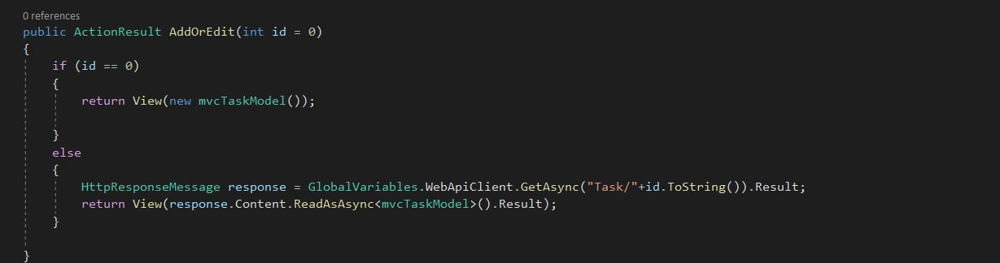 0 references
public ActionResult AddOrEdit(int id = 0)
{
if (id == 0)
{
return View(new mvcTaskModel());
}
else
{
HttpResponseMessage response = GlobalVariables.WebApiClient.GetAsync("Task/"+id.ToString()).Result;
return View(response.Content.ReadAsAsync<mvcTaskModel>().Result);
}
}